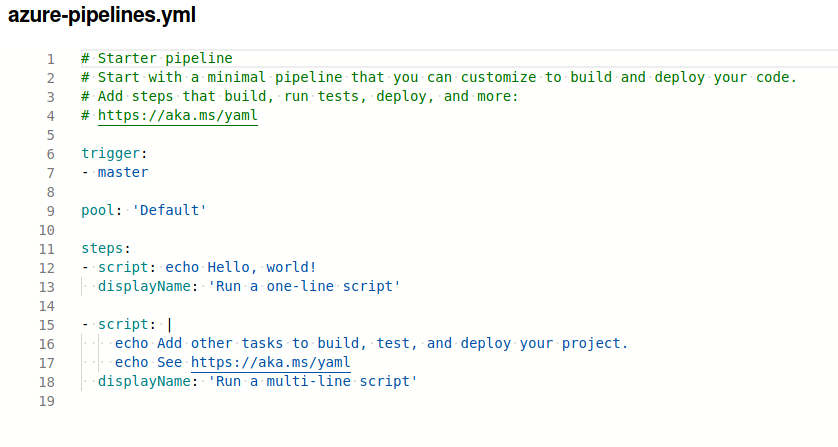 azure-pipelines.yml
1 # Starter pipeline
2 # Start with a minimal pipeline that you can customize to build and deploy your code.
3 # Add steps that build, run tests, deploy, and more:
4 # https://aka.ms/yaml
5
6 trigger:
7 - master
8
9 pool: 'Default'
10
11 steps:
12 - script: echo Hello, world!
13   displayName: 'Run a one-line script'
14
15 - script: |
16     echo Add other tasks to build, test, and deploy your project.
17     echo See https://aka.ms/yaml
18   displayName: 'Run a multi-line script'
19